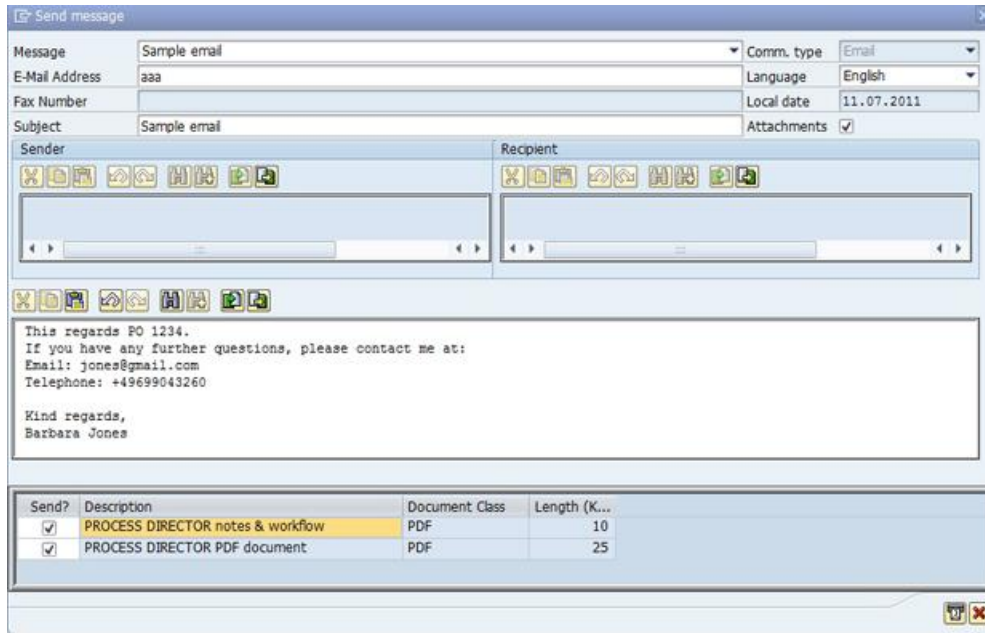 Send message
Message Sample email Comm. type Email
E-Mail Address aaa Language English
Fax Number Local date 11.07.2011
Subject Sample email Attachments
Sender Recipient
This regards PO 1234.
If you have any further questions, please contact me at:
Email: jones@gmail.com
Telephone: +49699043260
Kind regards,
Barbara Jones
Send? Description Document Class Length (K...
PROCESS DIRECTOR notes & workflow PDF 10
PROCESS DIRECTOR PDF document PDF 25